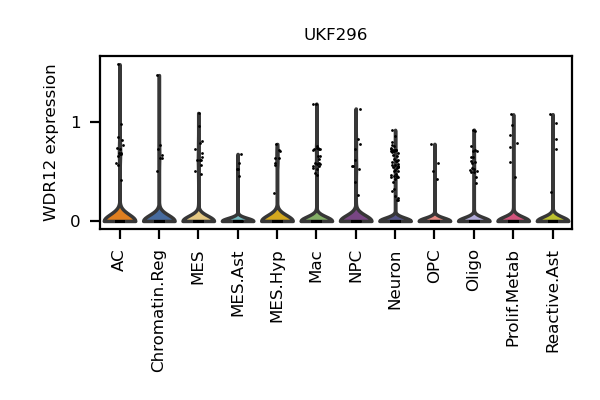 UKF296
WDR12 expression
1
0
AC
Chromatin.Reg
MES
MES.Ast
MES.Hyp
Mac
NPC
Neuron
OPC
Oligo
Prolif.Metab
Reactive.Ast